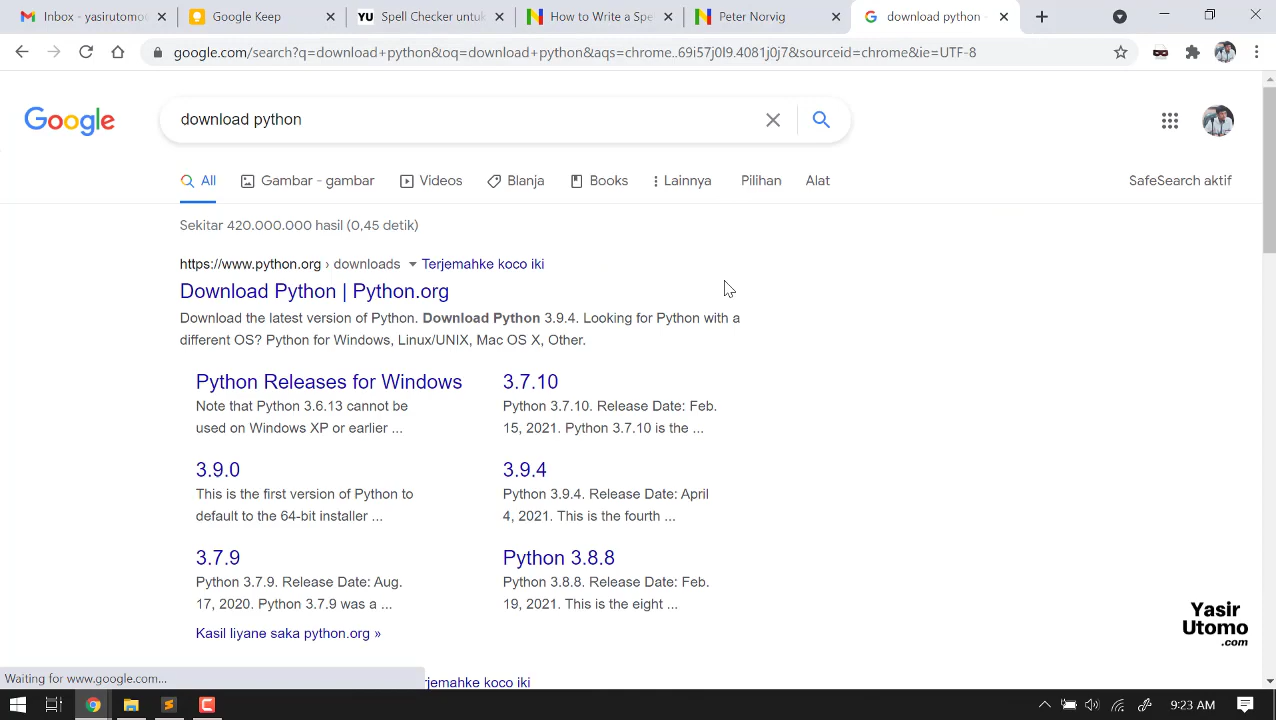 Inbox - yasirutomo
Google Keep
YU Spell Checker untuk
How to Write a Spe
Peter Norvig
download python -
google.com/search?q=download+python&oq=download+python&aqs=chrome..69i57j0l9.4081j0j7&sourceid=chrome&ie=UTF-8
Google
download python
All
Gambar - gambar
Videos
Blanja
Books
Lainnya
Pilihan
Alat
SafeSearch aktif
Sekitar 420.000.000 hasil (0,45 detik)
https://www.python.org › downloads Terjemahke koco iki
Download Python | Python.org
Download the latest version of Python. Download Python 3.9.4. Looking for Python with a
different OS? Python for Windows, Linux/UNIX, Mac OS X, Other.
Python Releases for Windows
Note that Python 3.6.13 cannot be
used on Windows XP or earlier ...
3.7.10
Python 3.7.10. Release Date: Feb.
15, 2021. Python 3.7.10 is the ...
3.9.0
This is the first version of Python to
default to the 64-bit installer ...
3.9.4
Python 3.9.4. Release Date: April
4, 2021. This is the fourth ...
3.7.9
Python 3.7.9. Release Date: Aug.
17, 2020. Python 3.7.9 was a ...
Python 3.8.8
Python 3.8.8. Release Date: Feb.
19, 2021. This is the eight ...
Kasil liyane saka python.org »
Yasir
Utomo
.com
Waiting for www.google.com...
rjemahke koco iki
9:23 AM